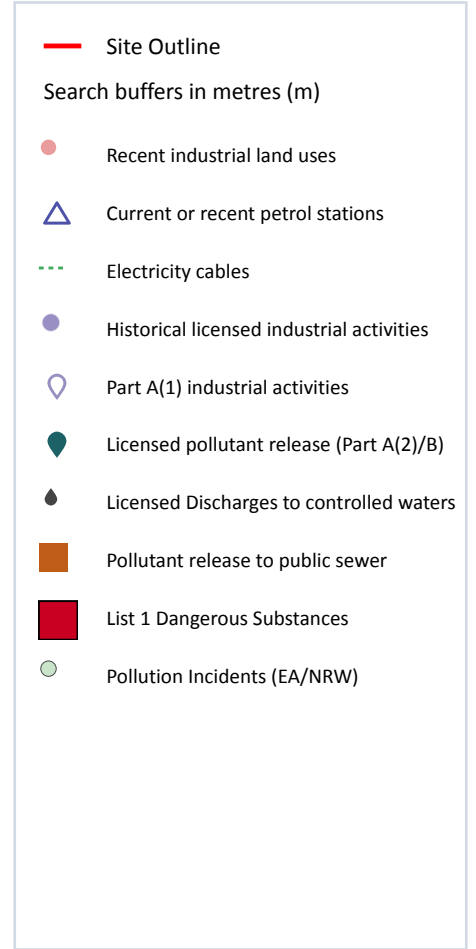 Site Outline
Search buffers in metres (m)
Recent industrial land uses
Current or recent petrol stations
Electricity cables
Historical licensed industrial activities
Part A(1) industrial activities
Licensed pollutant release (Part A(2)/B)
Licensed Discharges to controlled waters
Pollutant release to public sewer
List 1 Dangerous Substances
Pollution Incidents (EA/NRW)